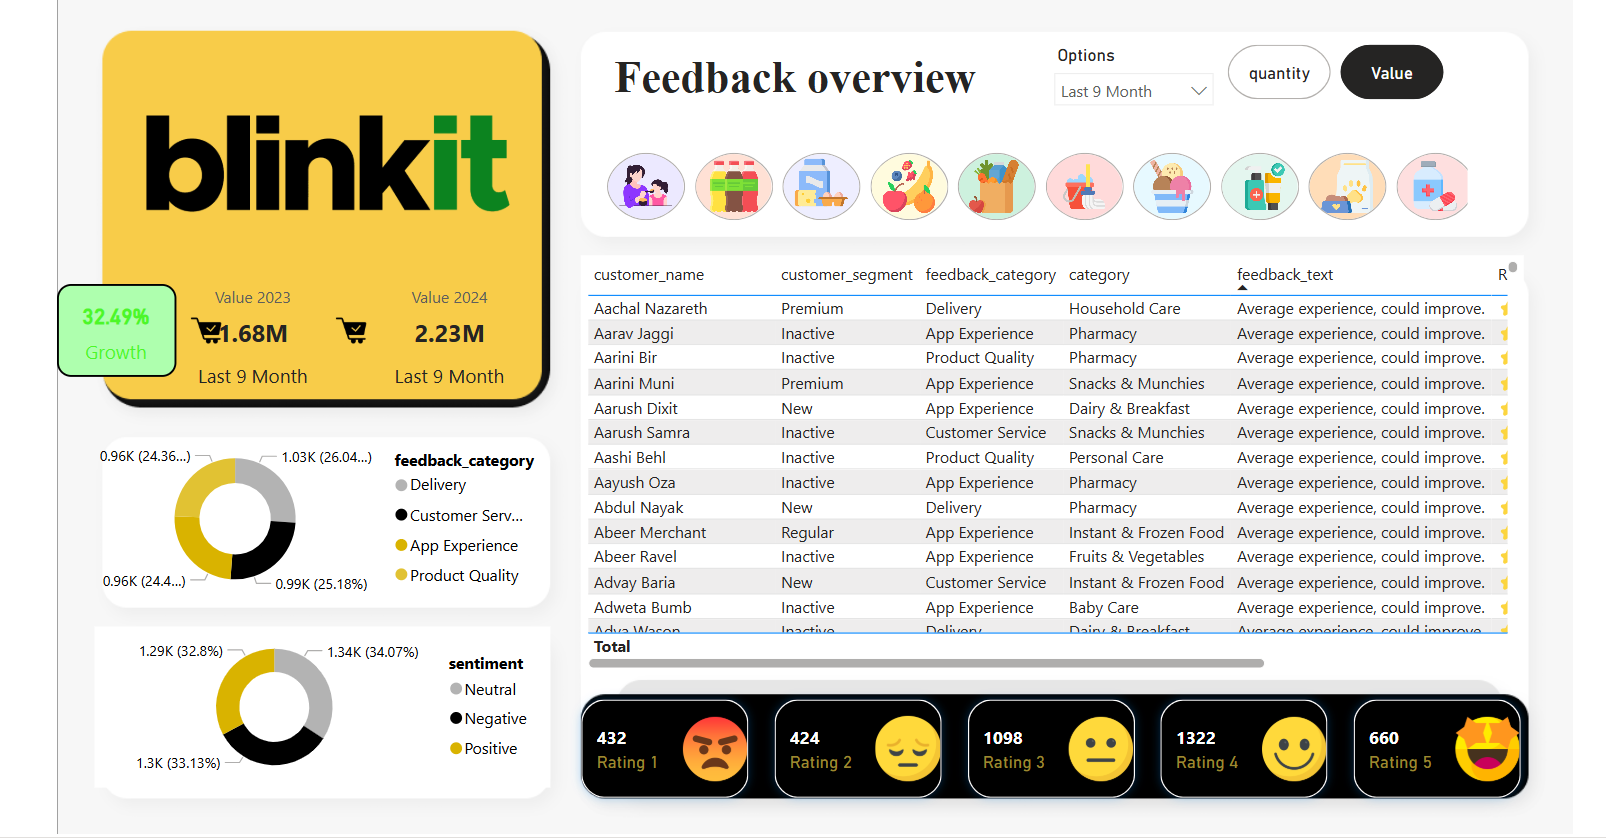 blinkit
32.49%
Growth
Value 2023
1.68M
Last 9 Month
Value 2024
2.23M
Last 9 Month
0.96K (24.36...)
1.03K (26.04...)
0.96K (24.4...)
0.99K (25.18%)
feedback_category
Delivery
Customer Serv...
App Experience
Product Quality
1.29K (32.8%)
1.34K (34.07%)
1.3K (33.13%)
sentiment
Neutral
Negative
Positive
Feedback overview
Options
Last 9 Month
quantity
Value
customer_name customer_segment feedback_category category feedback_text R
Aachal Nazareth Premium Delivery Household Care Average experience, could improve.
Aarav Jaggi Inactive App Experience Pharmacy Average experience, could improve.
Aarini Bir Inactive Product Quality Pharmacy Average experience, could improve.
Aarini Muni Premium App Experience Snacks & Munchies Average experience, could improve.
Aarush Dixit New App Experience Dairy & Breakfast Average experience, could improve.
Aarush Samra Inactive Customer Service Snacks & Munchies Average experience, could improve.
Aashi Behl Inactive Product Quality Personal Care Average experience, could improve.
Aayush Oza Inactive App Experience Pharmacy Average experience, could improve.
Abdul Nayak New Delivery Pharmacy Average experience, could improve.
Abeer Merchant Regular App Experience Instant & Frozen Food Average experience, could improve.
Abeer Ravel Inactive App Experience Fruits & Vegetables Average experience, could improve.
Advay Baria New Customer Service Instant & Frozen Food Average experience, could improve.
Adweta Bumb Inactive App Experience Baby Care Average experience, could improve.
Adya Wason Inactive Delivery Dairy & Breakfast Average experience, could improve.
Total
432
Rating 1
424
Rating 2
1098
Rating 3
1322
Rating 4
660
Rating 5